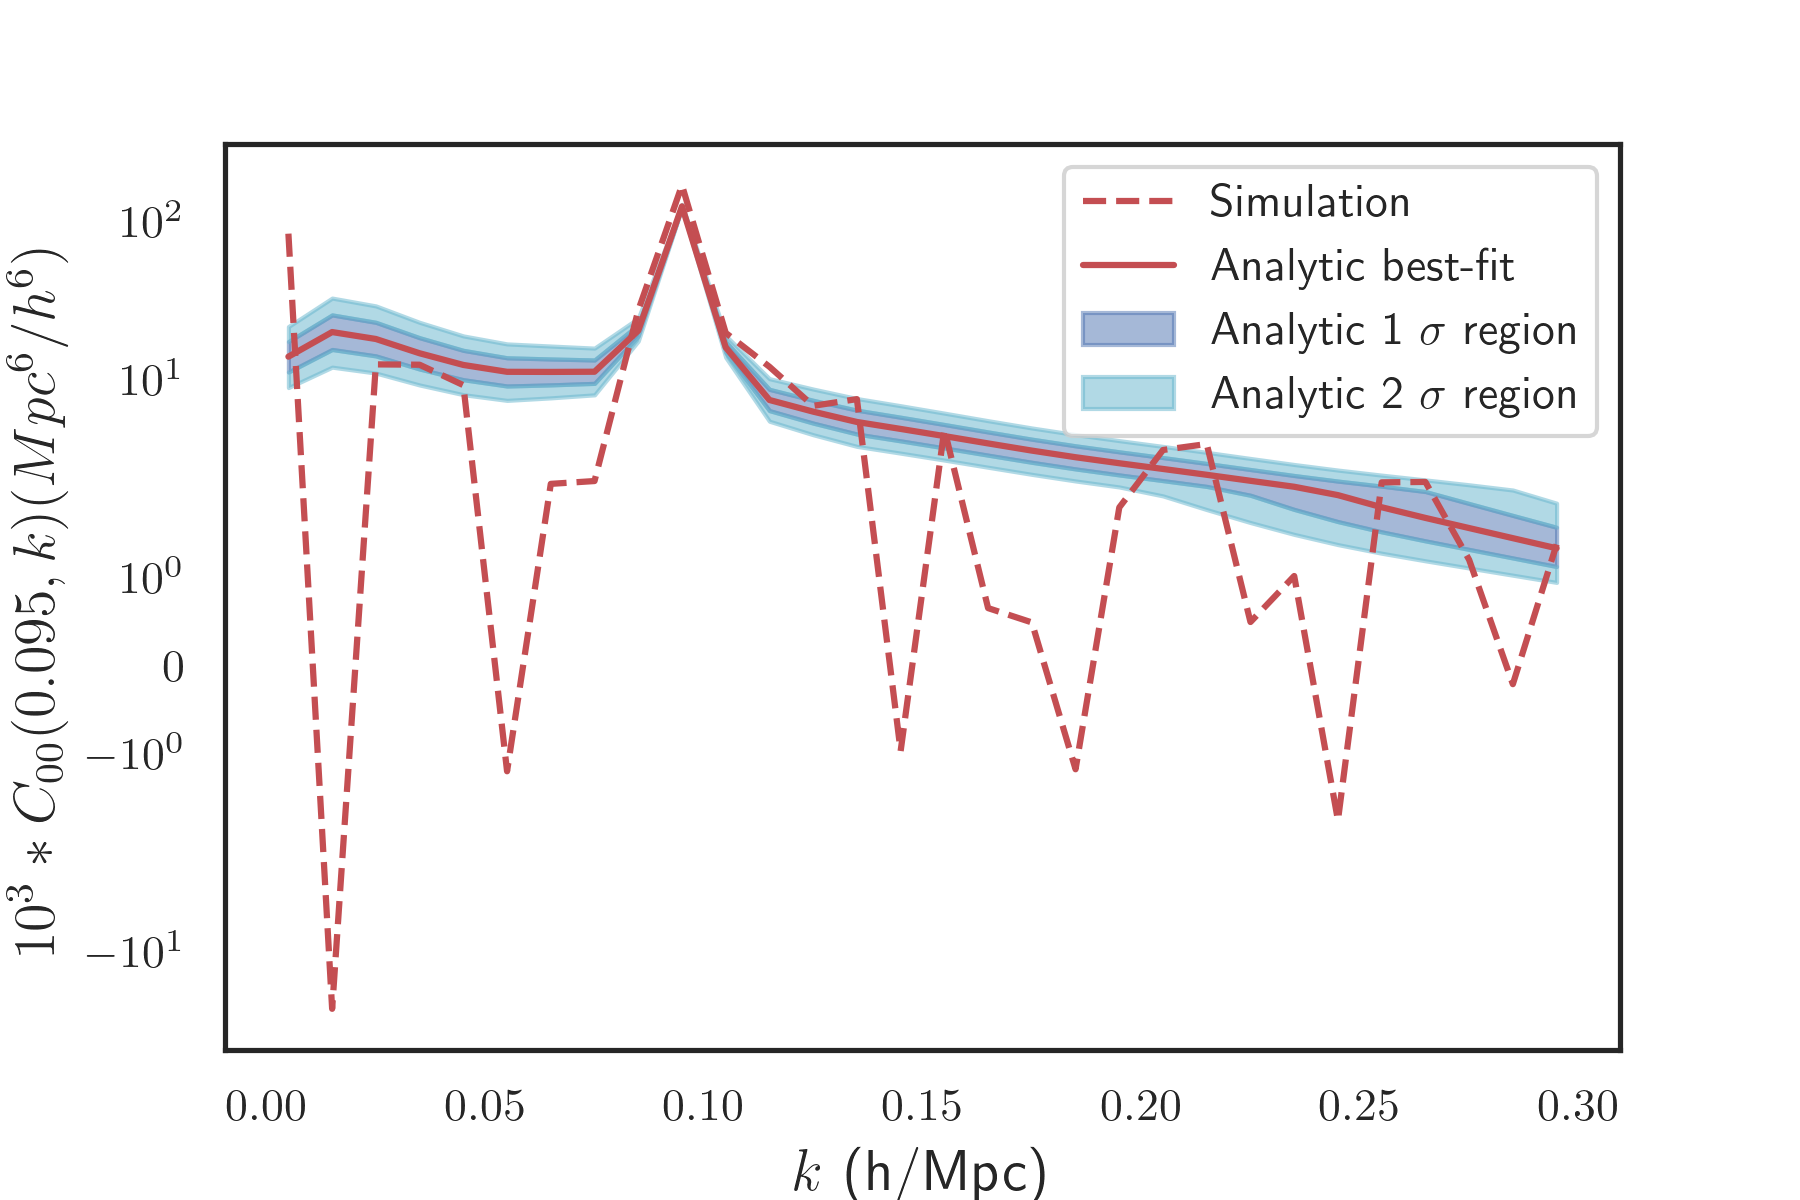 10³ * C₀₀(0.095, k)(Mpc⁶/h⁶)
10²
10¹
10⁰
0
−10⁰
−10¹
Simulation
Analytic best-fit
Analytic 1 σ region
Analytic 2 σ region
0.00 0.05 0.10 0.15 0.20 0.25 0.30
k (h/Mpc)